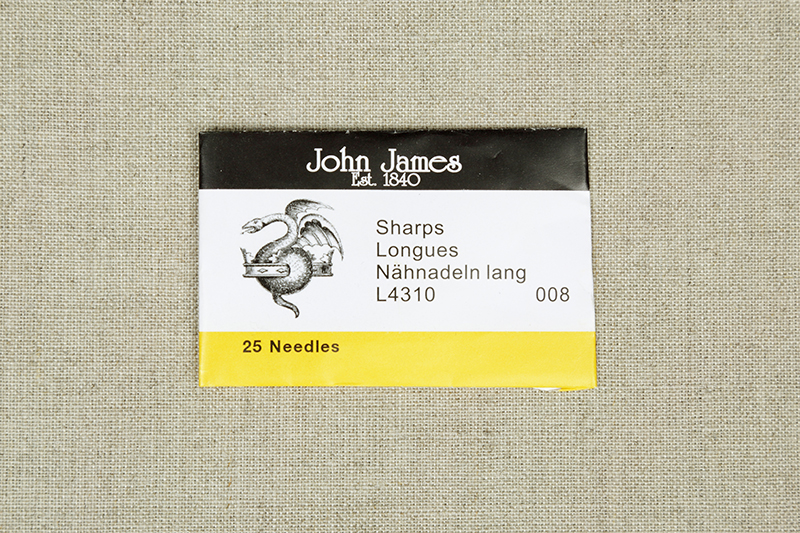 John James
Est. 1840
Sharps
Longues
Nähnadeln lang
L4310 008
25 Needles